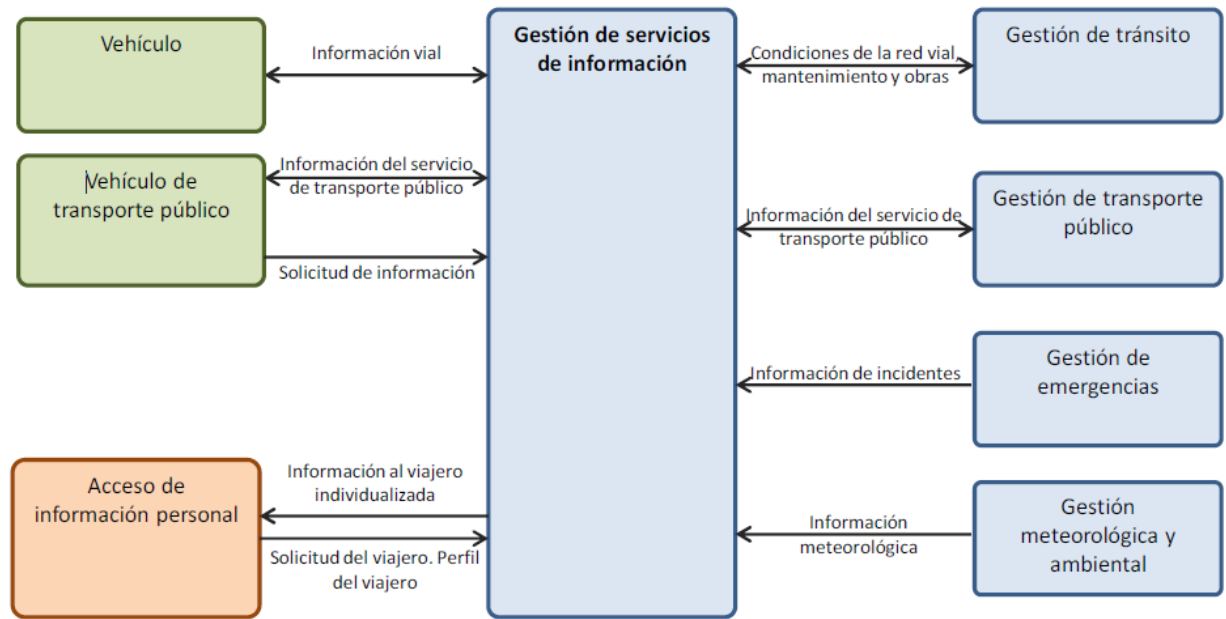 Vehículo
Información vial
Gestión de servicios
de información
Condiciones de la red vial,
mantenimiento y obras
Gestión de tránsito
Vehículo de
transporte público
Información del servicio
de transporte público
Solicitud de información
Información del servicio de
transporte público
Gestión de transporte
público
Información de incidentes
Gestión de
emergencias
Acceso de
información personal
Información al viajero
individualizada
Solicitud del viajero. Perfil
del viajero
Información
meteorológica
Gestión
meteorológica y
ambiental